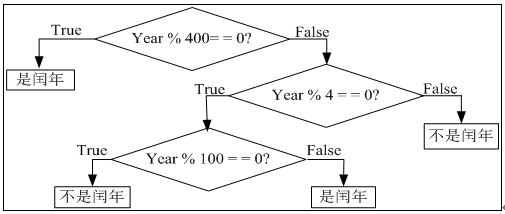 True
Year % 400= = 0?
False
是闰年
True
Year % 4 = = 0?
False
不是闰年
True
Year % 100 = = 0?
False
不是闰年
是闰年